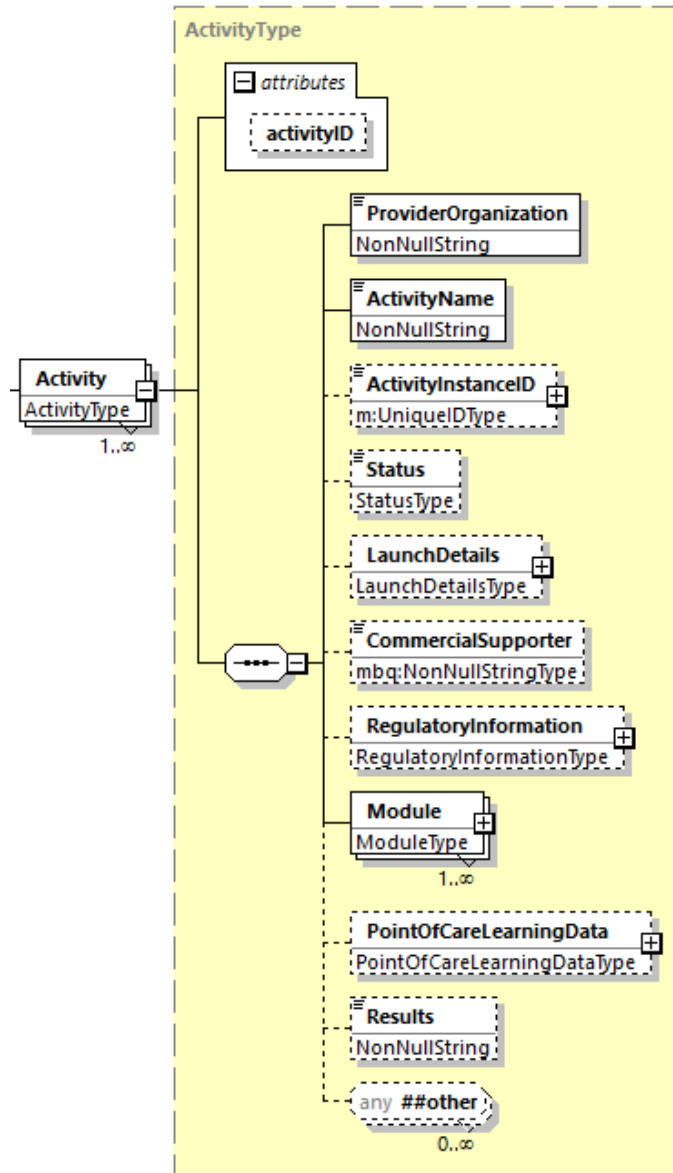 ActivityType
attributes
activityID
ProviderOrganization
NonNullString
ActivityName
NonNullString
Activity
ActivityType
1..∞
ActivityInstanceID
m:UniqueIDType
Status
StatusType
LaunchDetails
LaunchDetailsType
CommercialSupporter
mbq:NonNullStringType
RegulatoryInformation
RegulatoryInformationType
Module
ModuleType
1..∞
PointOfCareLearningData
PointOfCareLearningDataType
Results
NonNullString
any ##other
0..∞